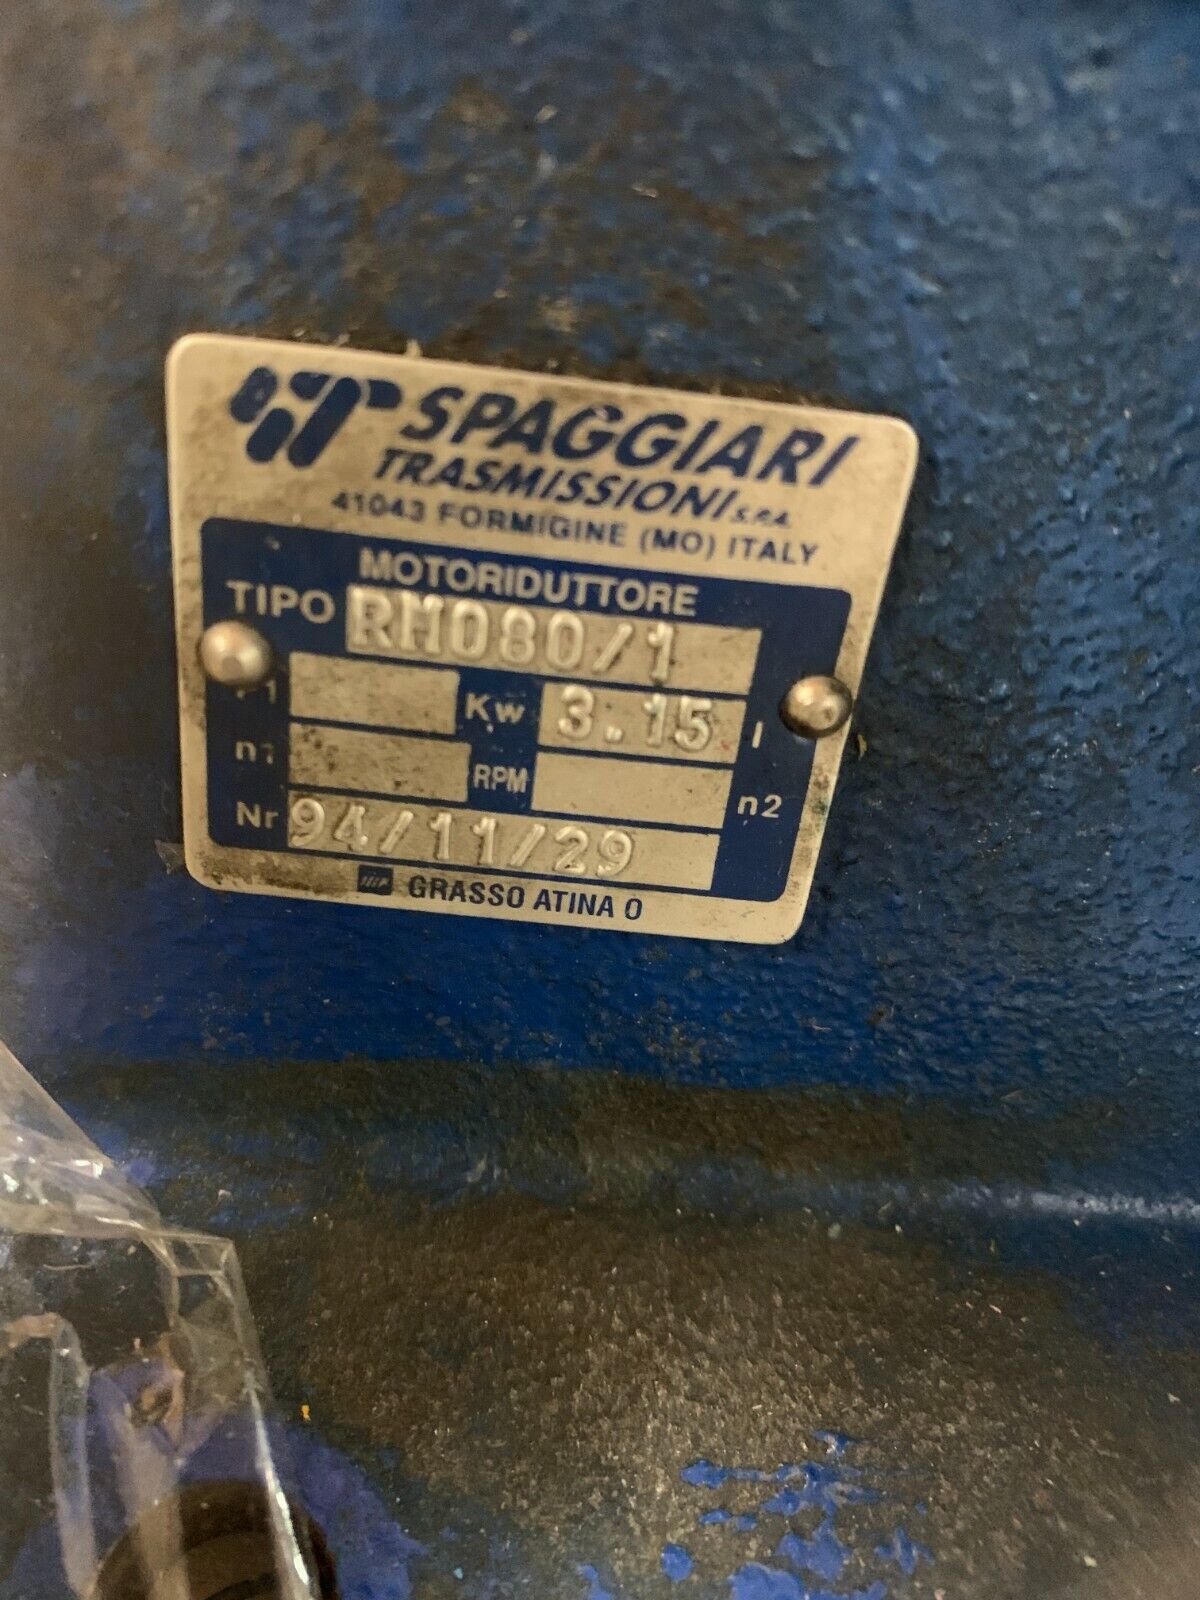 SPAGGIARI
TRASMISSIONI S.P.A.
41043 FORMIGINE (MO) ITALY
MOTORIDUTTORE
TIPO RM080/1
1 Kw 3.15 i
n1 RPM n2
Nr 94/11/29
GRASSO ATINA 0